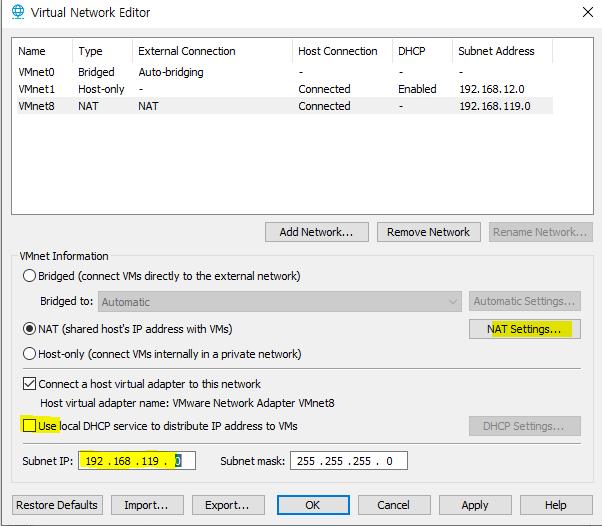 Virtual Network Editor
Name Type External Connection Host Connection DHCP Subnet Address
VMnet0 Bridged Auto-bridging - - -
VMnet1 Host-only - Connected Enabled 192.168.12.0
VMnet8 NAT NAT Connected - 192.168.119.0
Add Network... Remove Network Rename Network...
VMnet Information
Bridged (connect VMs directly to the external network)
Bridged to: Automatic Automatic Settings...
NAT (shared host's IP address with VMs) NAT Settings...
Host-only (connect VMs internally in a private network)
Connect a host virtual adapter to this network
Host virtual adapter name: VMware Network Adapter VMnet8
Use local DHCP service to distribute IP address to VMs DHCP Settings...
Subnet IP: 192 . 168 . 119 . 0 Subnet mask: 255 . 255 . 255 . 0
Restore Defaults Import... Export... OK Cancel Apply Help